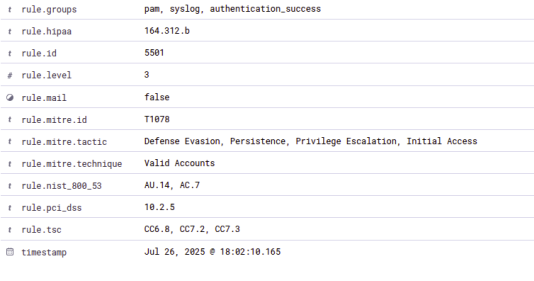 t rule.groups pam, syslog, authentication_success
t rule.hipaa 164.312.b
t rule.id 5501
# rule.level 3
rule.mail false
t rule.mitre.id T1078
t rule.mitre.tactic Defense Evasion, Persistence, Privilege Escalation, Initial Access
t rule.mitre.technique Valid Accounts
t rule.nist_800_53 AU.14, AC.7
t rule.pci_dss 10.2.5
t rule.tsc CC6.8, CC7.2, CC7.3
timestamp Jul 26, 2025 @ 18:02:10.165